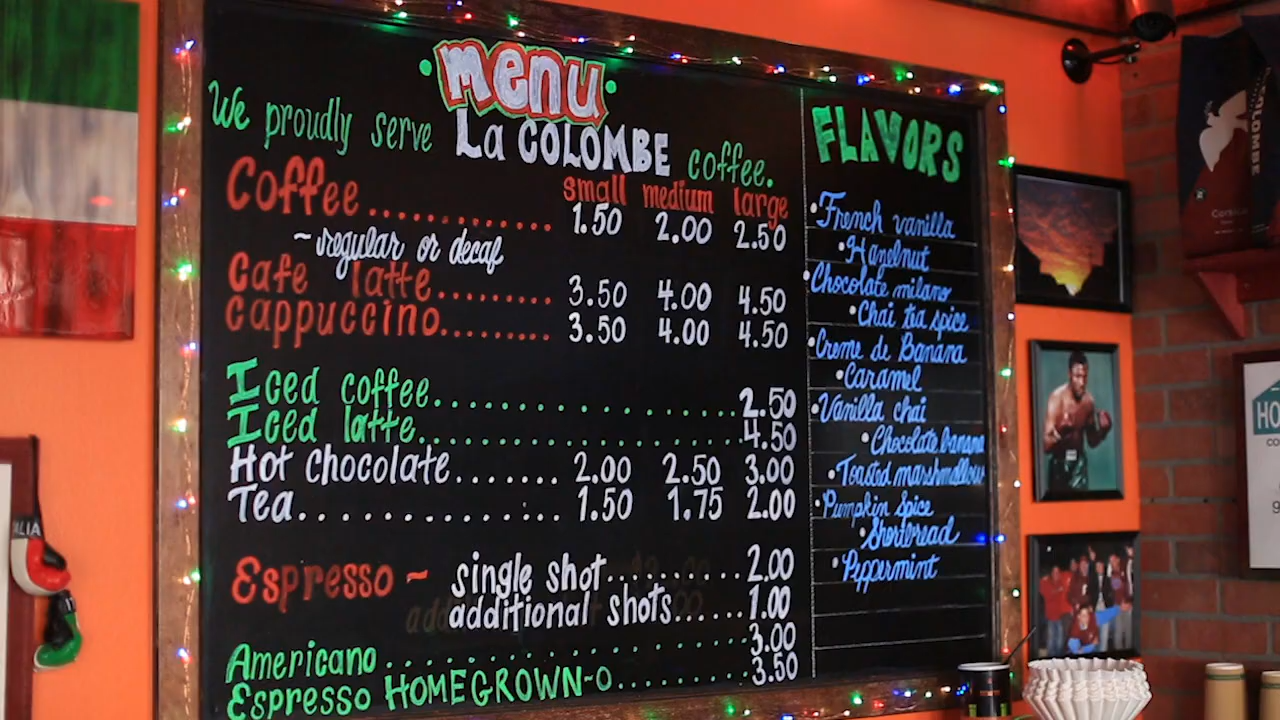 menu
We proudly serve La COLOMBE coffee.
small medium large
Coffee.................. 1.50 2.00 2.50
~regular or decaf
Cafe latte......... 3.50 4.00 4.50
Cappuccino......... 3.50 4.00 4.50
Iced coffee........................ 2.50
Iced latte......................... 4.50
Hot chocolate....... 2.00 2.50 3.00
Tea................ 1.50 1.75 2.00
Espresso ~ single shot.......... 2.00
additional shots...... 1.00
Americano........................ 3.00
Espresso HOMEGROWN-O.......... 3.50
FLAVORS
•French vanilla
•Hazelnut
•Chocolate milano
•Chai tea spice
•Creme de Banana
•Caramel
•Vanilla chai
•Chocolate banana
•Toasted marshmallow
•Pumpkin Spice
•Shortbread
•Peppermint
COLOMBE
ALIA
HO